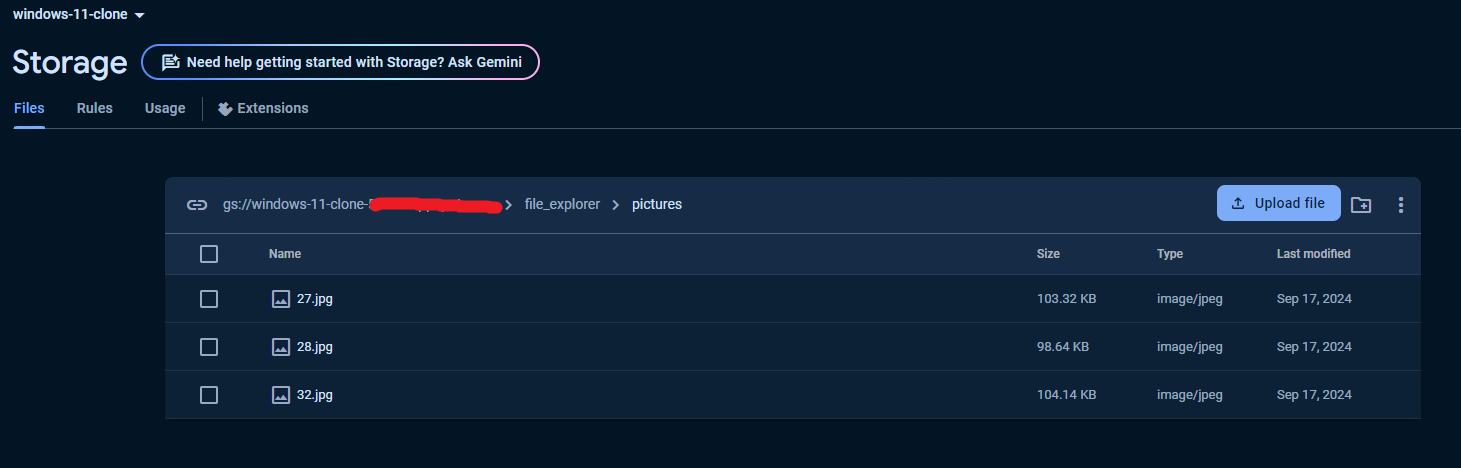 windows-11-clone
Storage Need help getting started with Storage? Ask Gemini
Files Rules Usage Extensions
gs://windows-11-clone- file_explorer pictures Upload file
Name Size Type Last modified
27.jpg 103.32 KB image/jpeg Sep 17, 2024
28.jpg 98.64 KB image/jpeg Sep 17, 2024
32.jpg 104.14 KB image/jpeg Sep 17, 2024